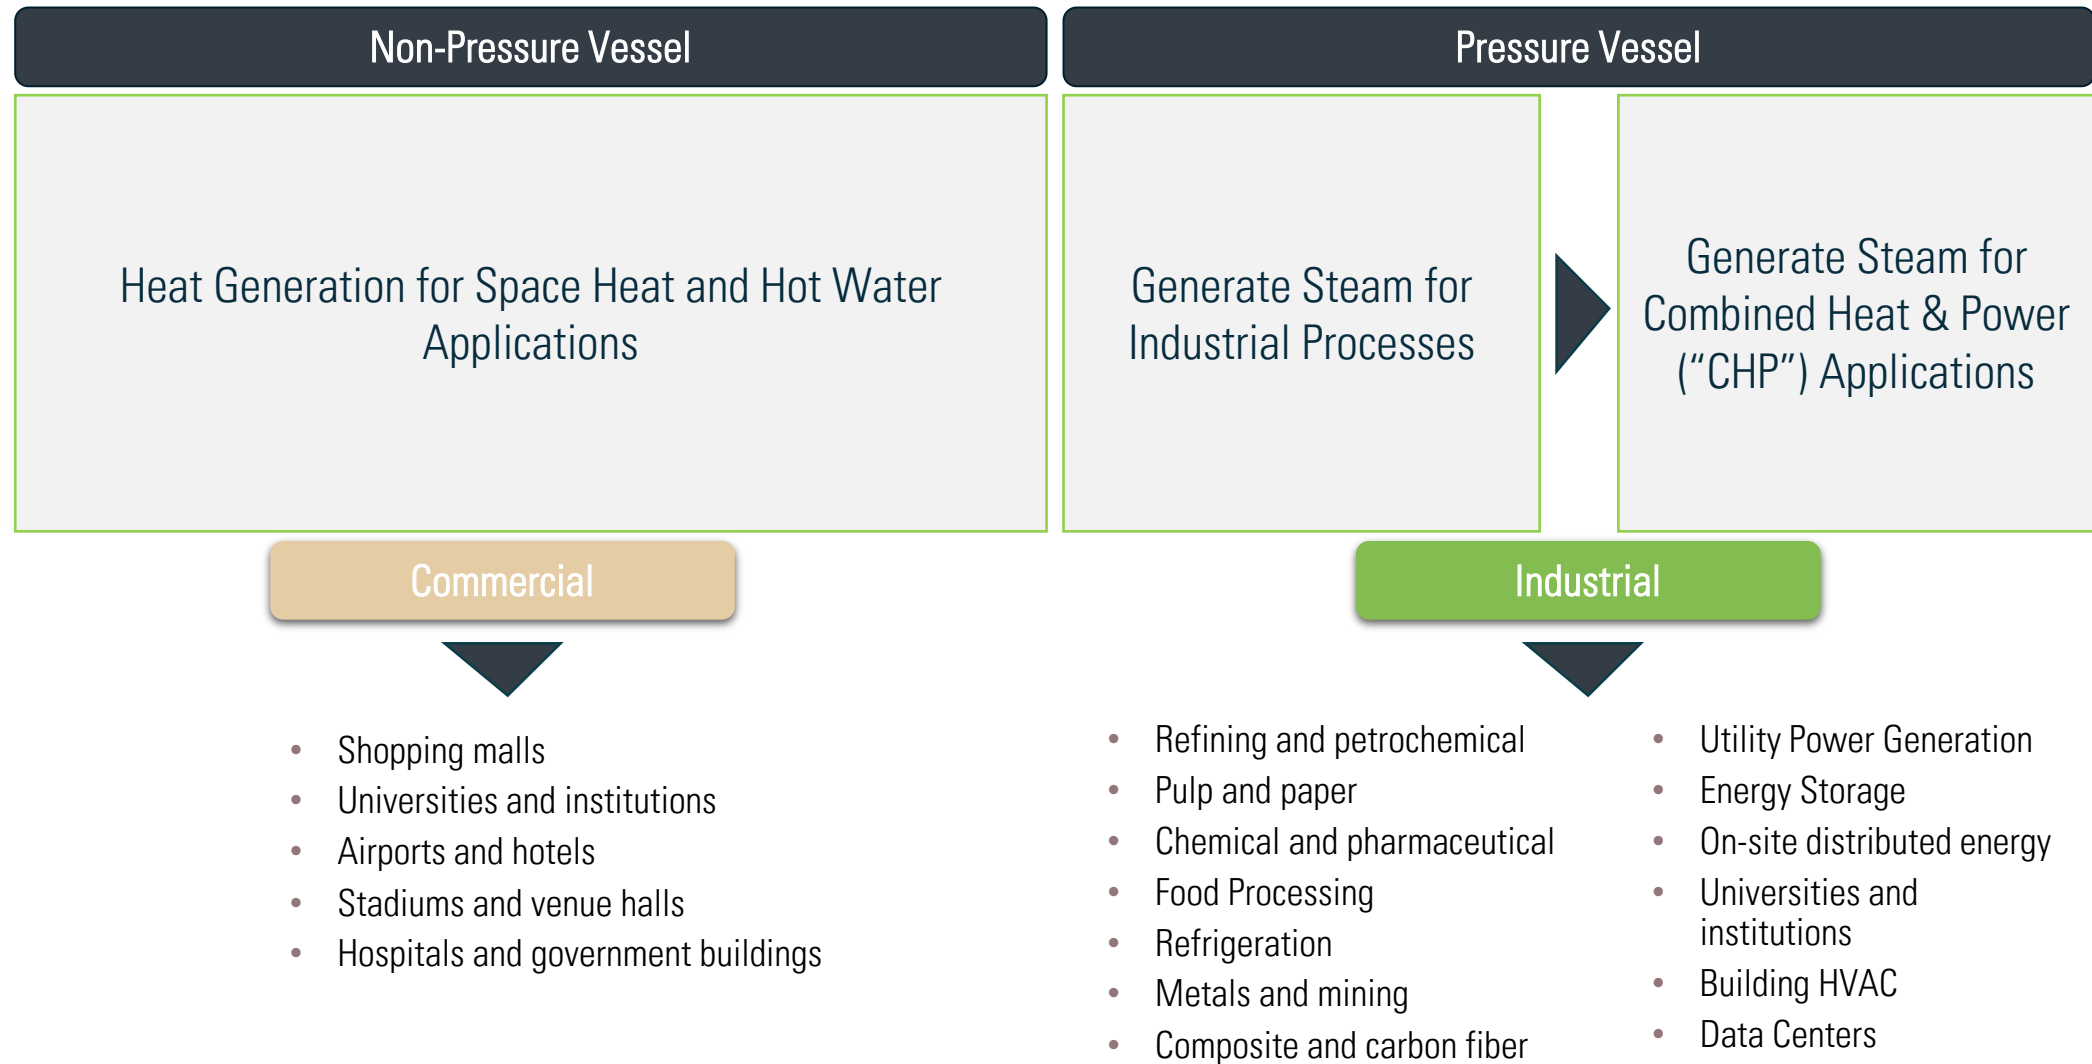 Non-Pressure Vessel
Pressure Vessel
Heat Generation for Space Heat and Hot Water
Applications
Generate Steam for
Industrial Processes
Generate Steam for
Combined Heat & Power
(“CHP”) Applications
Commercial
Industrial
• Shopping malls
• Universities and institutions
• Airports and hotels
• Stadiums and venue halls
• Hospitals and government buildings
• Refining and petrochemical
• Pulp and paper
• Chemical and pharmaceutical
• Food Processing
• Refrigeration
• Metals and mining
• Composite and carbon fiber
• Utility Power Generation
• Energy Storage
• On-site distributed energy
• Universities and
institutions
• Building HVAC
• Data Centers